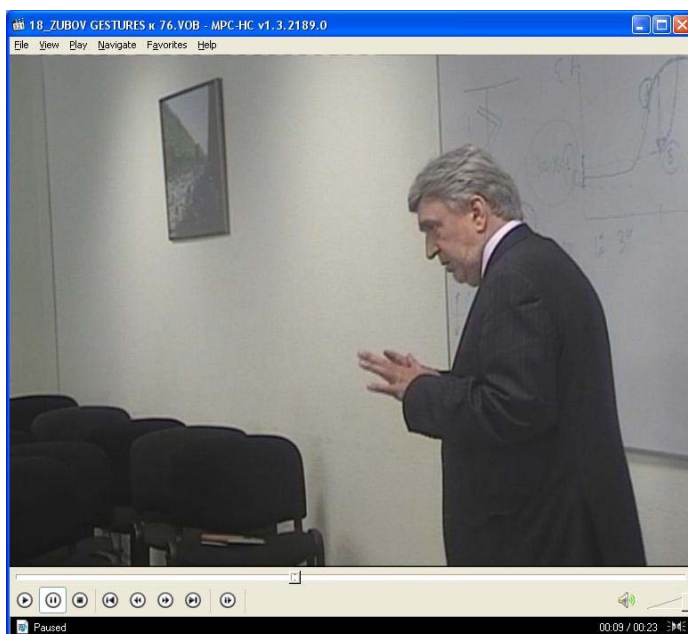 18_ZUBOV GESTURES к 76.VOB - MPC-HC v1.3.2189.0
File View Play Navigate Favorites Help
Paused
00:09 / 00:23